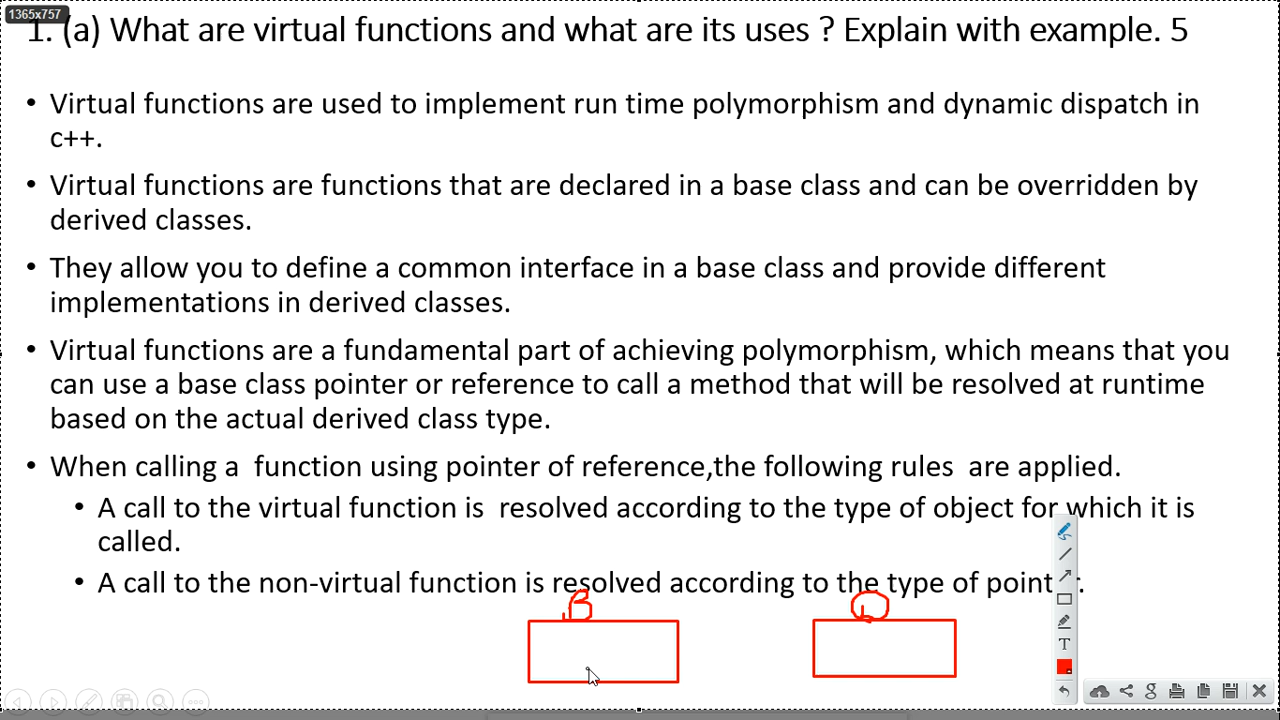 1365x757
1. (a) What are virtual functions and what are its uses ? Explain with example. 5
• Virtual functions are used to implement run time polymorphism and dynamic dispatch in
c++.
• Virtual functions are functions that are declared in a base class and can be overridden by
derived classes.
• They allow you to define a common interface in a base class and provide different
implementations in derived classes.
• Virtual functions are a fundamental part of achieving polymorphism, which means that you
can use a base class pointer or reference to call a method that will be resolved at runtime
based on the actual derived class type.
• When calling a  function using pointer of reference,the following rules  are applied.
• A call to the virtual function is  resolved according to the type of object for which it is
called.
• A call to the non-virtual function is resolved according to the type of pointer.
B D
T
g